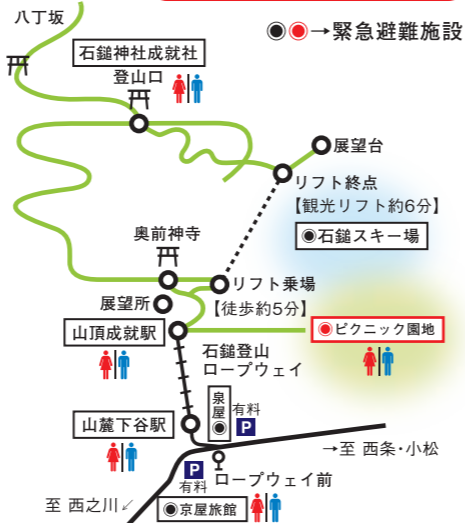 八丁坂
◉◉→緊急避難施設
石鎚神社成就社
登山口
展望台
リフト終点
【観光リフト約6分】
◉石鎚スキー場
奥前神寺
リフト乗場
【徒歩約5分】
展望所
山頂成就駅
◉ピクニック園地
石鎚登山
ロープウェイ
泉屋◉
有料
P
山麓下谷駅
→至 西条・小松
P
有料
ロープウェイ前
至 西之川↙
◉京屋旅館